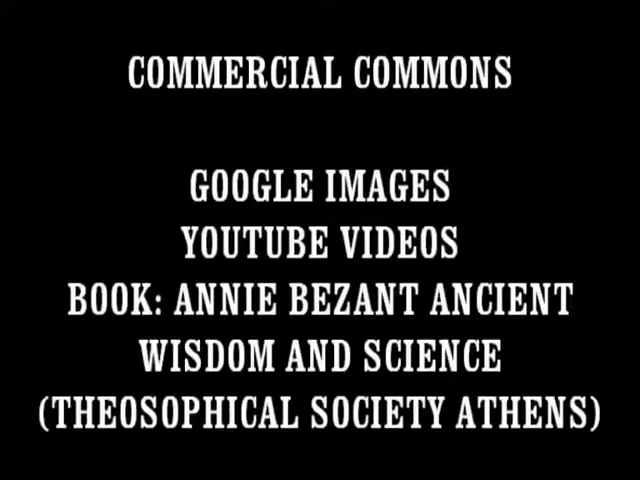 COMMERCIAL COMMONS
GOOGLE IMAGES
YOUTUBE VIDEOS
BOOK: ANNIE BEZANT ANCIENT
WISDOM AND SCIENCE
(THEOSOPHICAL SOCIETY ATHENS)